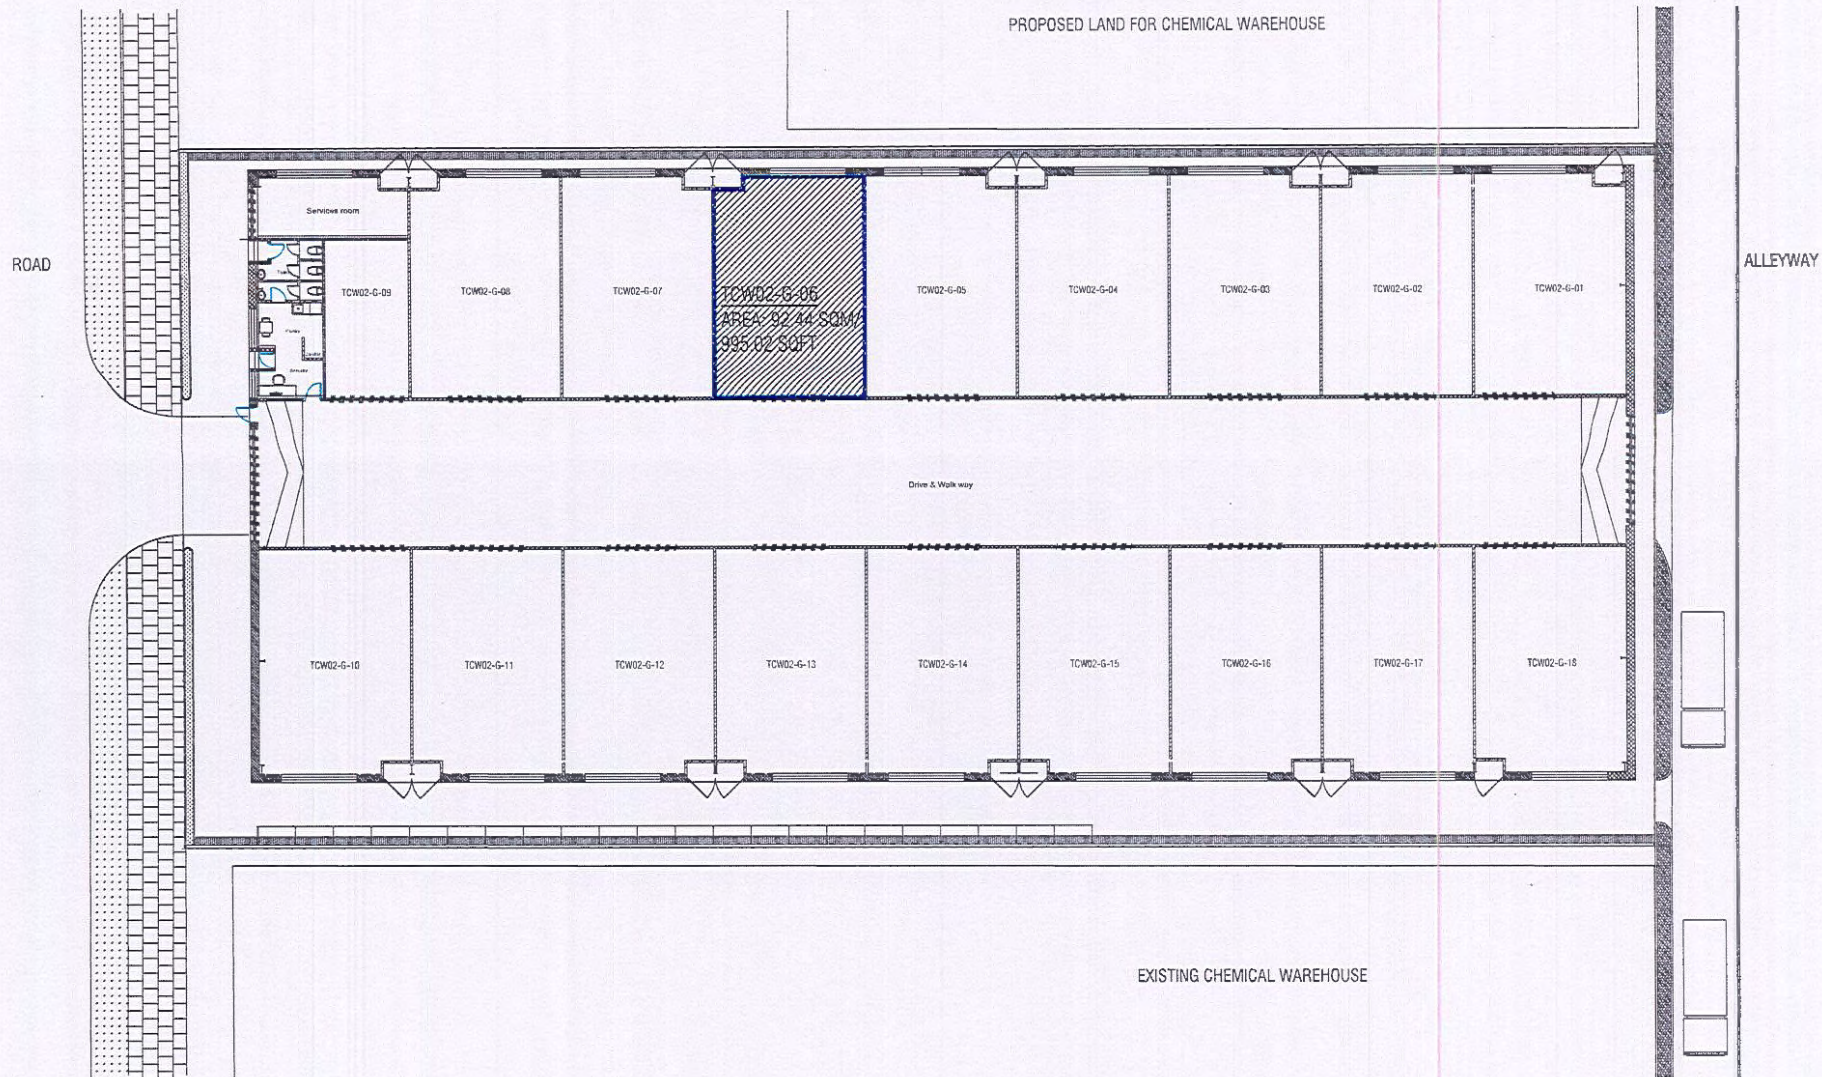 PROPOSED LAND FOR CHEMICAL WAREHOUSE
Services room
ROAD
ALLEYWAY
TCW02-G-09
TCW02-G-08
TCW02-G-07
TCW02-G-06
AREA: 92.44 SQM/
995.02 SQFT
TCW02-G-05
TCW02-G-04
TCW02-G-03
TCW02-G-02
TCW02-G-01
Pantry
Drive & Walk way
TCW02-G-10
TCW02-G-11
TCW02-G-12
TCW02-G-13
TCW02-G-14
TCW02-G-15
TCW02-G-16
TCW02-G-17
TCW02-G-18
EXISTING CHEMICAL WAREHOUSE